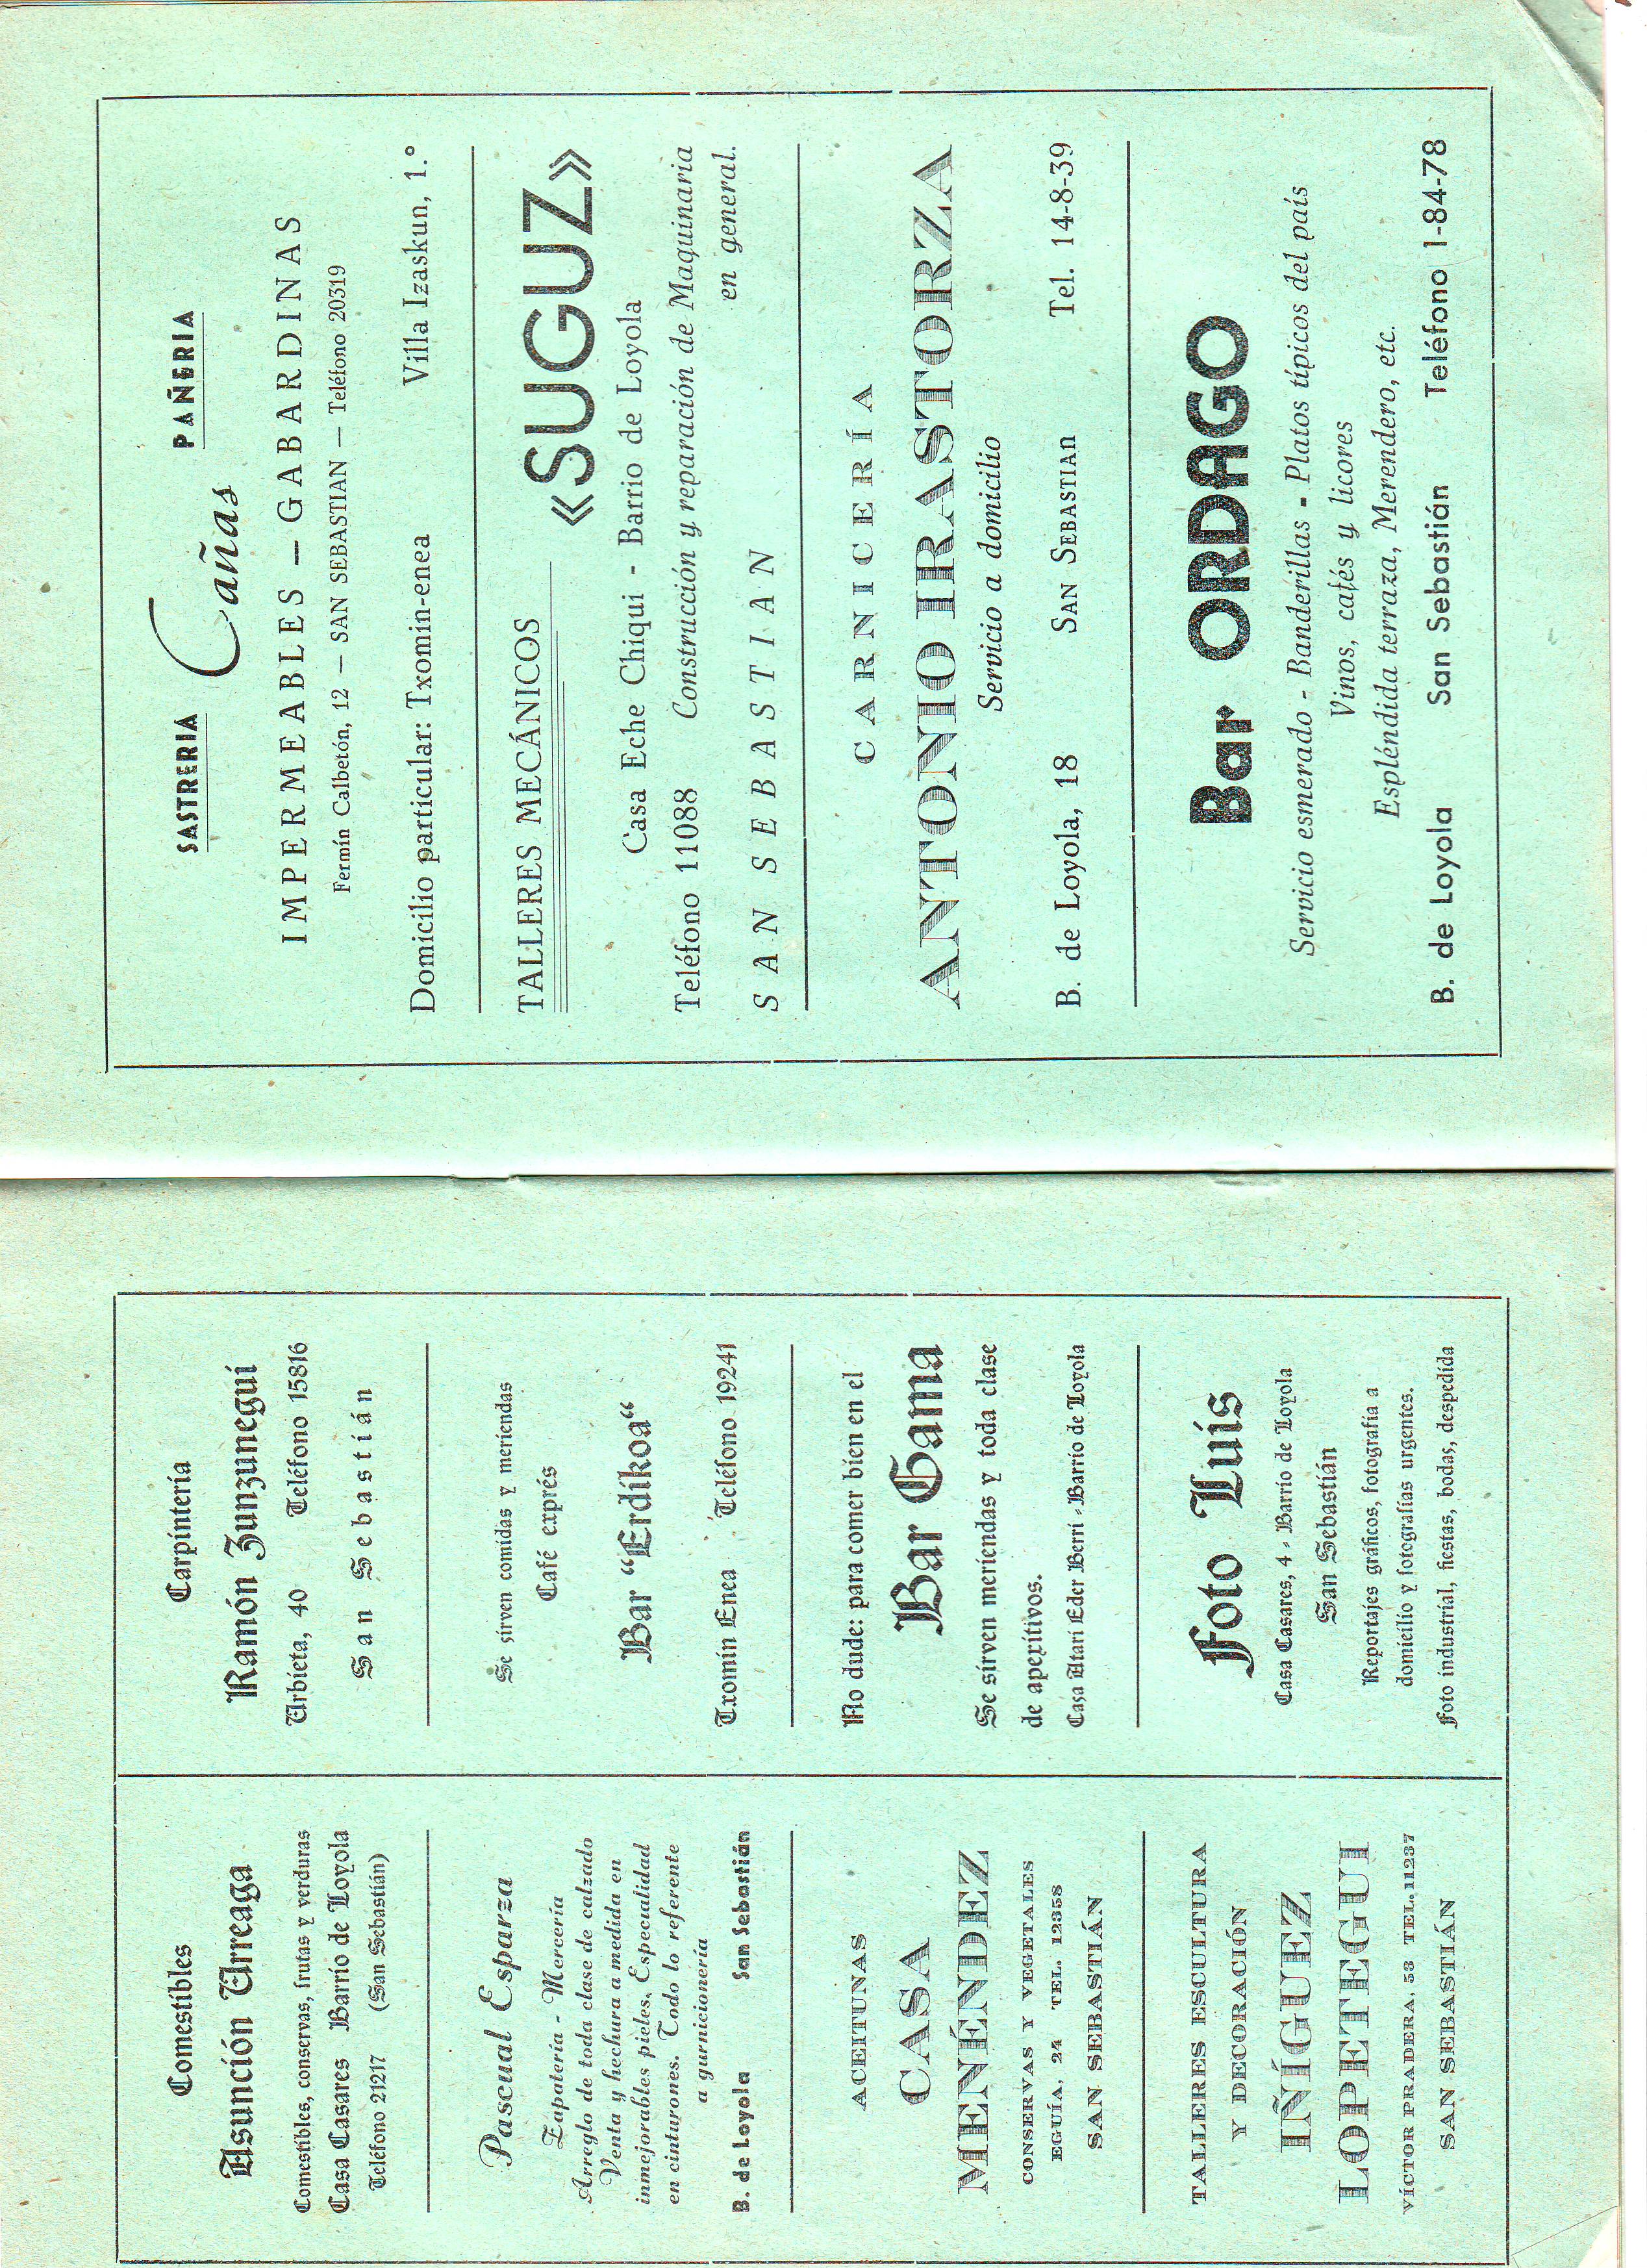 Comestibles
Asunción Urreaga
Comestibles, conservas, frutas y verduras
Casa Casares Barrio de Loyola
Teléfono 21217 (San Sebastián)
Pascual Esparza
Zapatería - Mercería
Arreglo de toda clase de calzado
Venta y hechura a medida en
inmejorables pieles. Especialidad
en cinturones. Todo lo referente
a gurnicionería
B. de Loyola San Sebastián
ACEITUNAS
CASA
MENÉNDEZ
CONSERVAS Y VEGETALES
EGUÍA, 24 TEL. 12358
SAN SEBASTIÁN
TALLERES ESCULTURA
Y DECORACIÓN
IÑÍGUEZ
LOPETEGUI
VÍCTOR PRADERA, 53 TEL. 11237
SAN SEBASTIÁN
Carpintería
Ramón Zunzunegui
Urbieta, 40 Teléfono 15816
San Sebastián
Se sirven comidas y meriendas
Café exprés
Bar "Erdikoa"
Txomin Enea Teléfono 19241
No dude: para comer bien en el
Bar Gama
Se sirven meriendas y toda clase
de aperitivos.
Casa Atari Eder Berri - Barrio de Loyola
Foto Luis
Casa Casares, 4 - Barrio de Loyola
San Sebastián
Reportajes gráficos, fotografía a
domicilio y fotografías urgentes.
Foto industrial, fiestas, bodas, despedida
SASTRERIA Cañas PAÑERIA
IMPERMEABLES — GABARDINAS
Fermín Calbetón, 12 — SAN SEBASTIAN — Teléfono 20319
Domicilio particular: Txomin-enea Villa Izaskun, 1.º
TALLERES MECÁNICOS «SUGUZ»
Casa Eche Chiqui - Barrio de Loyola
Teléfono 11088 Construcción y reparación de Maquinaria
en general.
SAN SEBASTIAN
CARNICERÍA
ANTONIO IRASTORZA
Servicio a domicilio
B. de Loyola, 18 SAN SEBASTIAN Tel. 14-8-39
Bar ORDAGO
Servicio esmerado - Banderillas - Platos típicos del país
Vinos, cafés y licores
Espléndida terraza, Merendero, etc.
B. de Loyola San Sebastián Teléfono 1-84-78